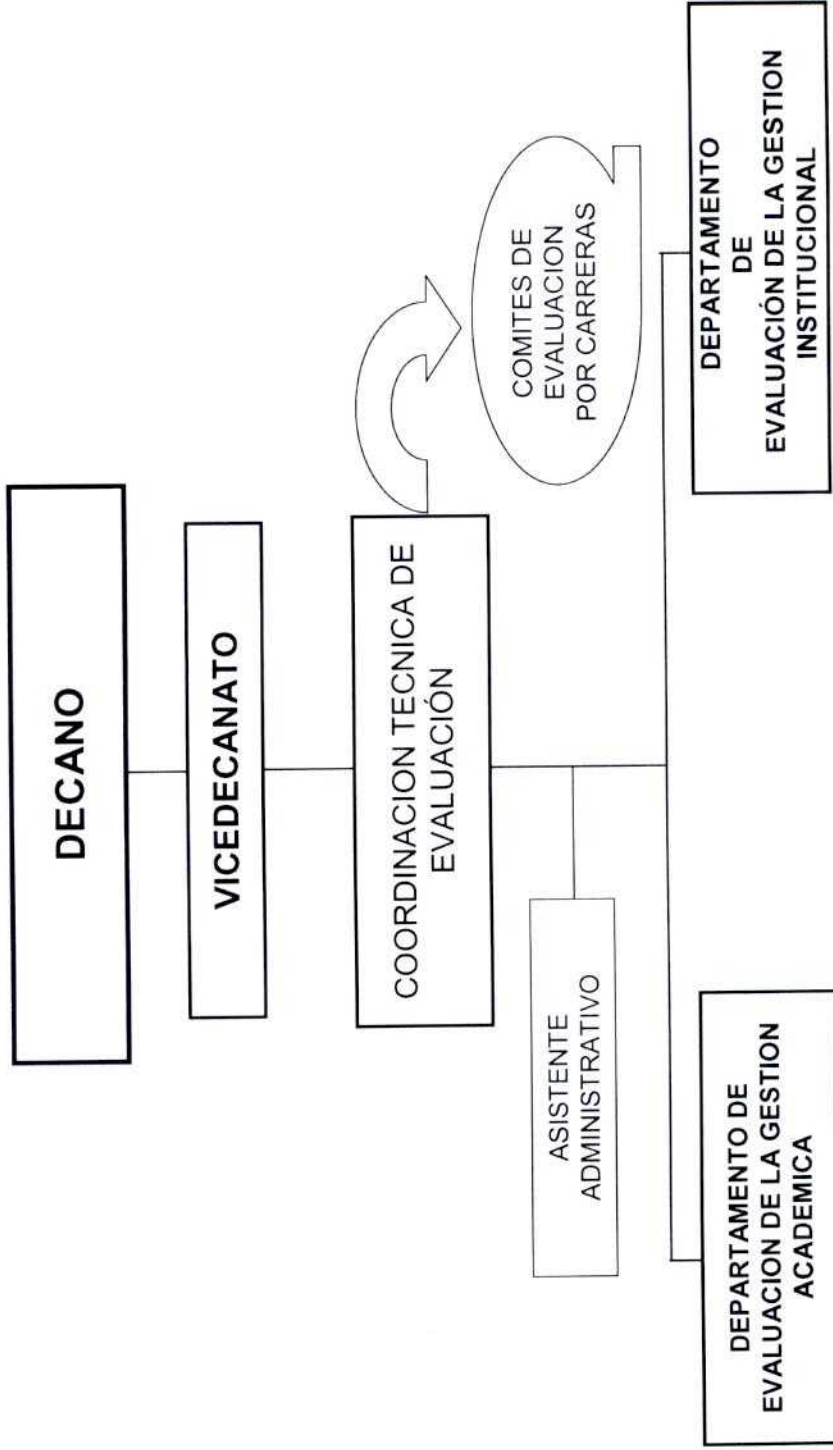 DECANO
VICEDECANATO
COORDINACION TECNICA DE
EVALUACIÓN
COMITES DE
EVALUACION
POR CARRERAS
ASISTENTE
ADMINISTRATIVO
DEPARTAMENTO DE
EVALUACION DE LA GESTION
ACADEMICA
DEPARTAMENTO
DE
EVALUACIÓN DE LA GESTION
INSTITUCIONAL